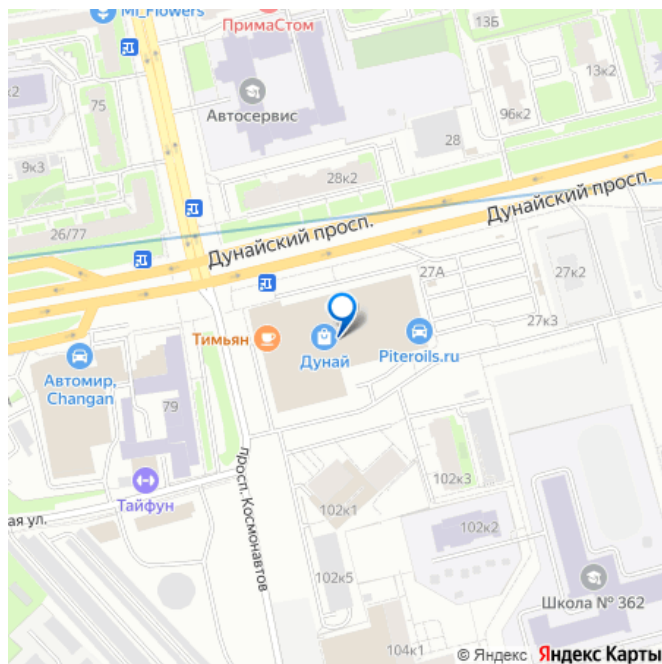 Mi_Flowers
ПримаСтом
13Б
к2
75
Автосервис
13к2
96к2
28
9к3
28к2
26/77
Дунайский просп.
Дунайский просп.
27А
27к2
27к3
Тимьян
Дунай
Piteroils.ru
Автомир,
Changan
79
Тайфун
ая ул.
просп. Космонавтов
102к3
102к1
102к2
102к5
Школа № 362
104к1
© Яндекс Яндекс Карты